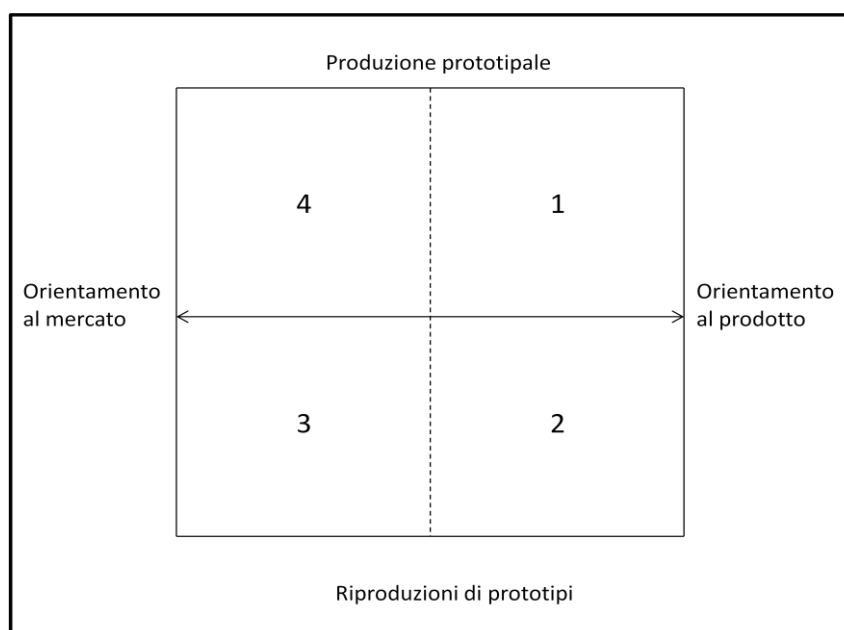 Produzione prototipale
4
1
Orientamento
al mercato
Orientamento
al prodotto
3
2
Riproduzioni di prototipi